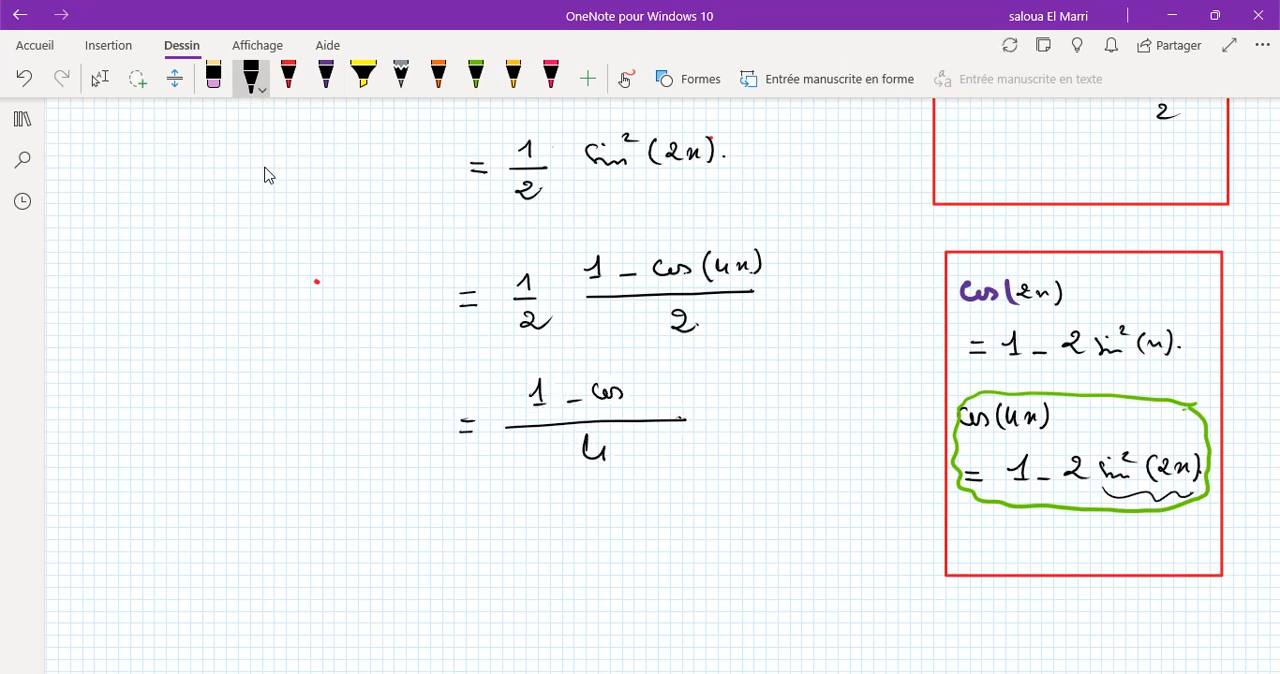 OneNote pour Windows 10
saloua El Marri
Accueil Insertion Dessin Affichage Aide
Partager
Formes Entrée manuscrite en forme Entrée manuscrite en texte
2
= 1/2 sin²(2x).
= 1/2 (1 - cos(4x))/2.
= (1 - cos)/4
cos(2x)
= 1 - 2 sin²(x).
cos(4x)
= 1 - 2 sin²(2x).